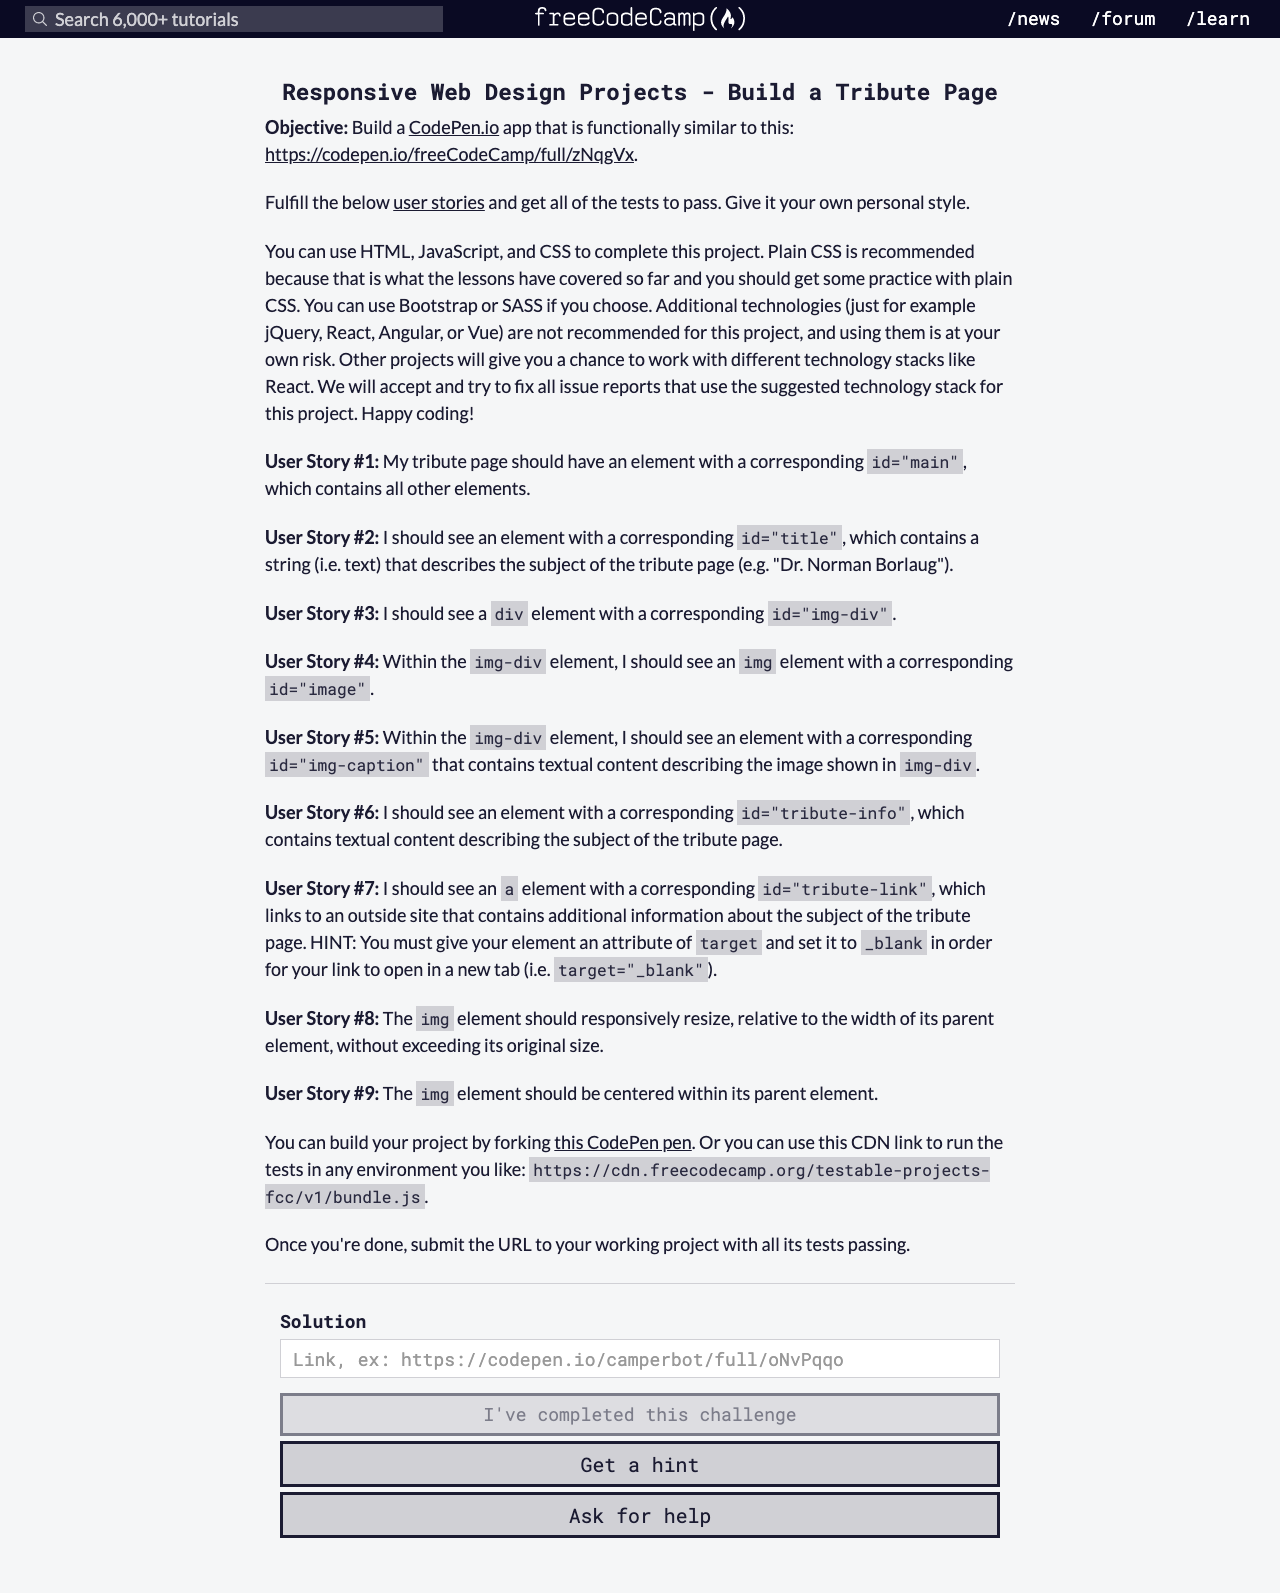 Search 6,000+ tutorials
freeCodeCamp
/news
/forum
/learn
Responsive Web Design Projects - Build a Tribute Page
Objective: Build a CodePen.io app that is functionally similar to this:
https://codepen.io/freeCodeCamp/full/zNqgVx.
Fulfill the below user stories and get all of the tests to pass. Give it your own personal style.
You can use HTML, JavaScript, and CSS to complete this project. Plain CSS is recommended
because that is what the lessons have covered so far and you should get some practice with plain
CSS. You can use Bootstrap or SASS if you choose. Additional technologies (just for example
jQuery, React, Angular, or Vue) are not recommended for this project, and using them is at your
own risk. Other projects will give you a chance to work with different technology stacks like
React. We will accept and try to fix all issue reports that use the suggested technology stack for
this project. Happy coding!
User Story #1: My tribute page should have an element with a corresponding id="main",
which contains all other elements.
User Story #2: I should see an element with a corresponding id="title", which contains a
string (i.e. text) that describes the subject of the tribute page (e.g. "Dr. Norman Borlaug").
User Story #3: I should see a div element with a corresponding id="img-div".
User Story #4: Within the img-div element, I should see an img element with a corresponding
id="image".
User Story #5: Within the img-div element, I should see an element with a corresponding
id="img-caption" that contains textual content describing the image shown in img-div.
User Story #6: I should see an element with a corresponding id="tribute-info", which
contains textual content describing the subject of the tribute page.
User Story #7: I should see an a element with a corresponding id="tribute-link", which
links to an outside site that contains additional information about the subject of the tribute
page. HINT: You must give your element an attribute of target and set it to _blank in order
for your link to open in a new tab (i.e. target="_blank").
User Story #8: The img element should responsively resize, relative to the width of its parent
element, without exceeding its original size.
User Story #9: The img element should be centered within its parent element.
You can build your project by forking this CodePen pen. Or you can use this CDN link to run the
tests in any environment you like: https://cdn.freecodecamp.org/testable-projects-
fcc/v1/bundle.js.
Once you're done, submit the URL to your working project with all its tests passing.
Solution
Link, ex: https://codepen.io/camperbot/full/oNvPqqo
I've completed this challenge
Get a hint
Ask for help